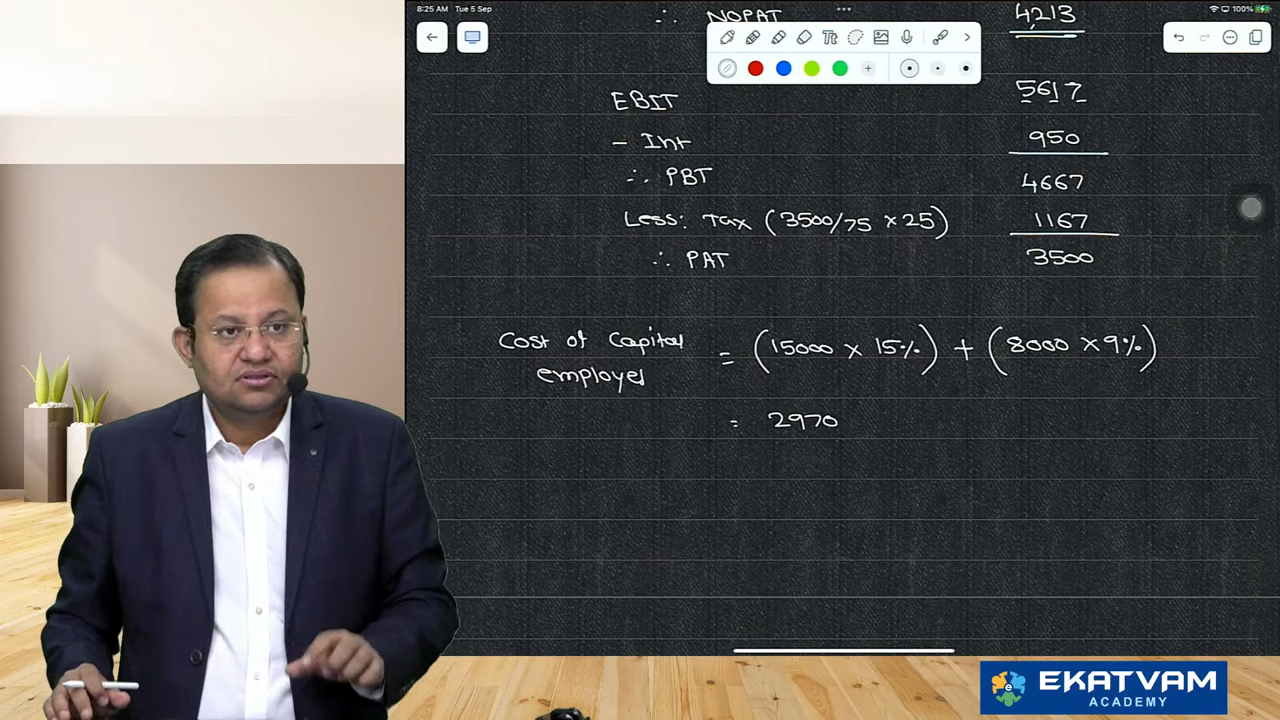 8:25 AM Tue 5 Sep
100%
∴ NOPAT 4213
EBIT 5617
- Int 950
∴ PBT 4667
Less: Tax (3500/75 × 25) 1167
∴ PAT 3500
Cost of Capital employed = (15000 × 15%) + (8000 × 9%)
= 2970
EKATVAM
ACADEMY